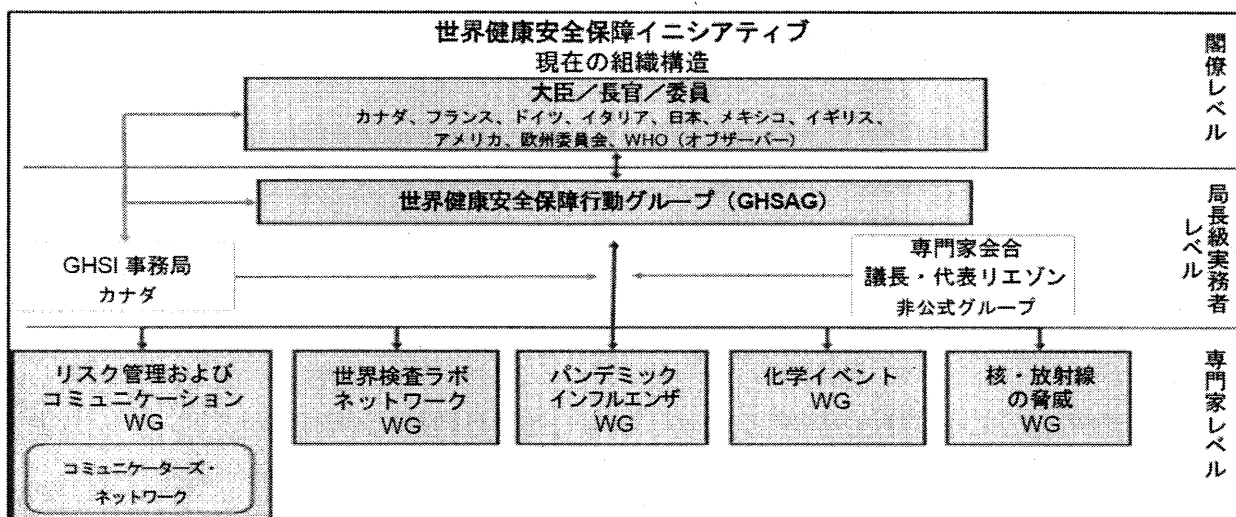 世界健康安全保障イニシアティブ
現在の組織構造
大臣／長官／委員
カナダ、フランス、ドイツ、イタリア、日本、メキシコ、イギリス、
アメリカ、欧州委員会、WHO（オブザーバー）
閣僚レベル
世界健康安全保障行動グループ（GHSAG）
GHSI 事務局
カナダ
専門家会合
議長・代表リエゾン
非公式グループ
局長級実務者
レベル
リスク管理および
コミュニケーション
WG
コミュニケーターズ・
ネットワーク
世界検査ラボ
ネットワーク
WG
パンデミック
インフルエンザ
WG
化学イベント
WG
核・放射線
の脅威
WG
専門家レベル